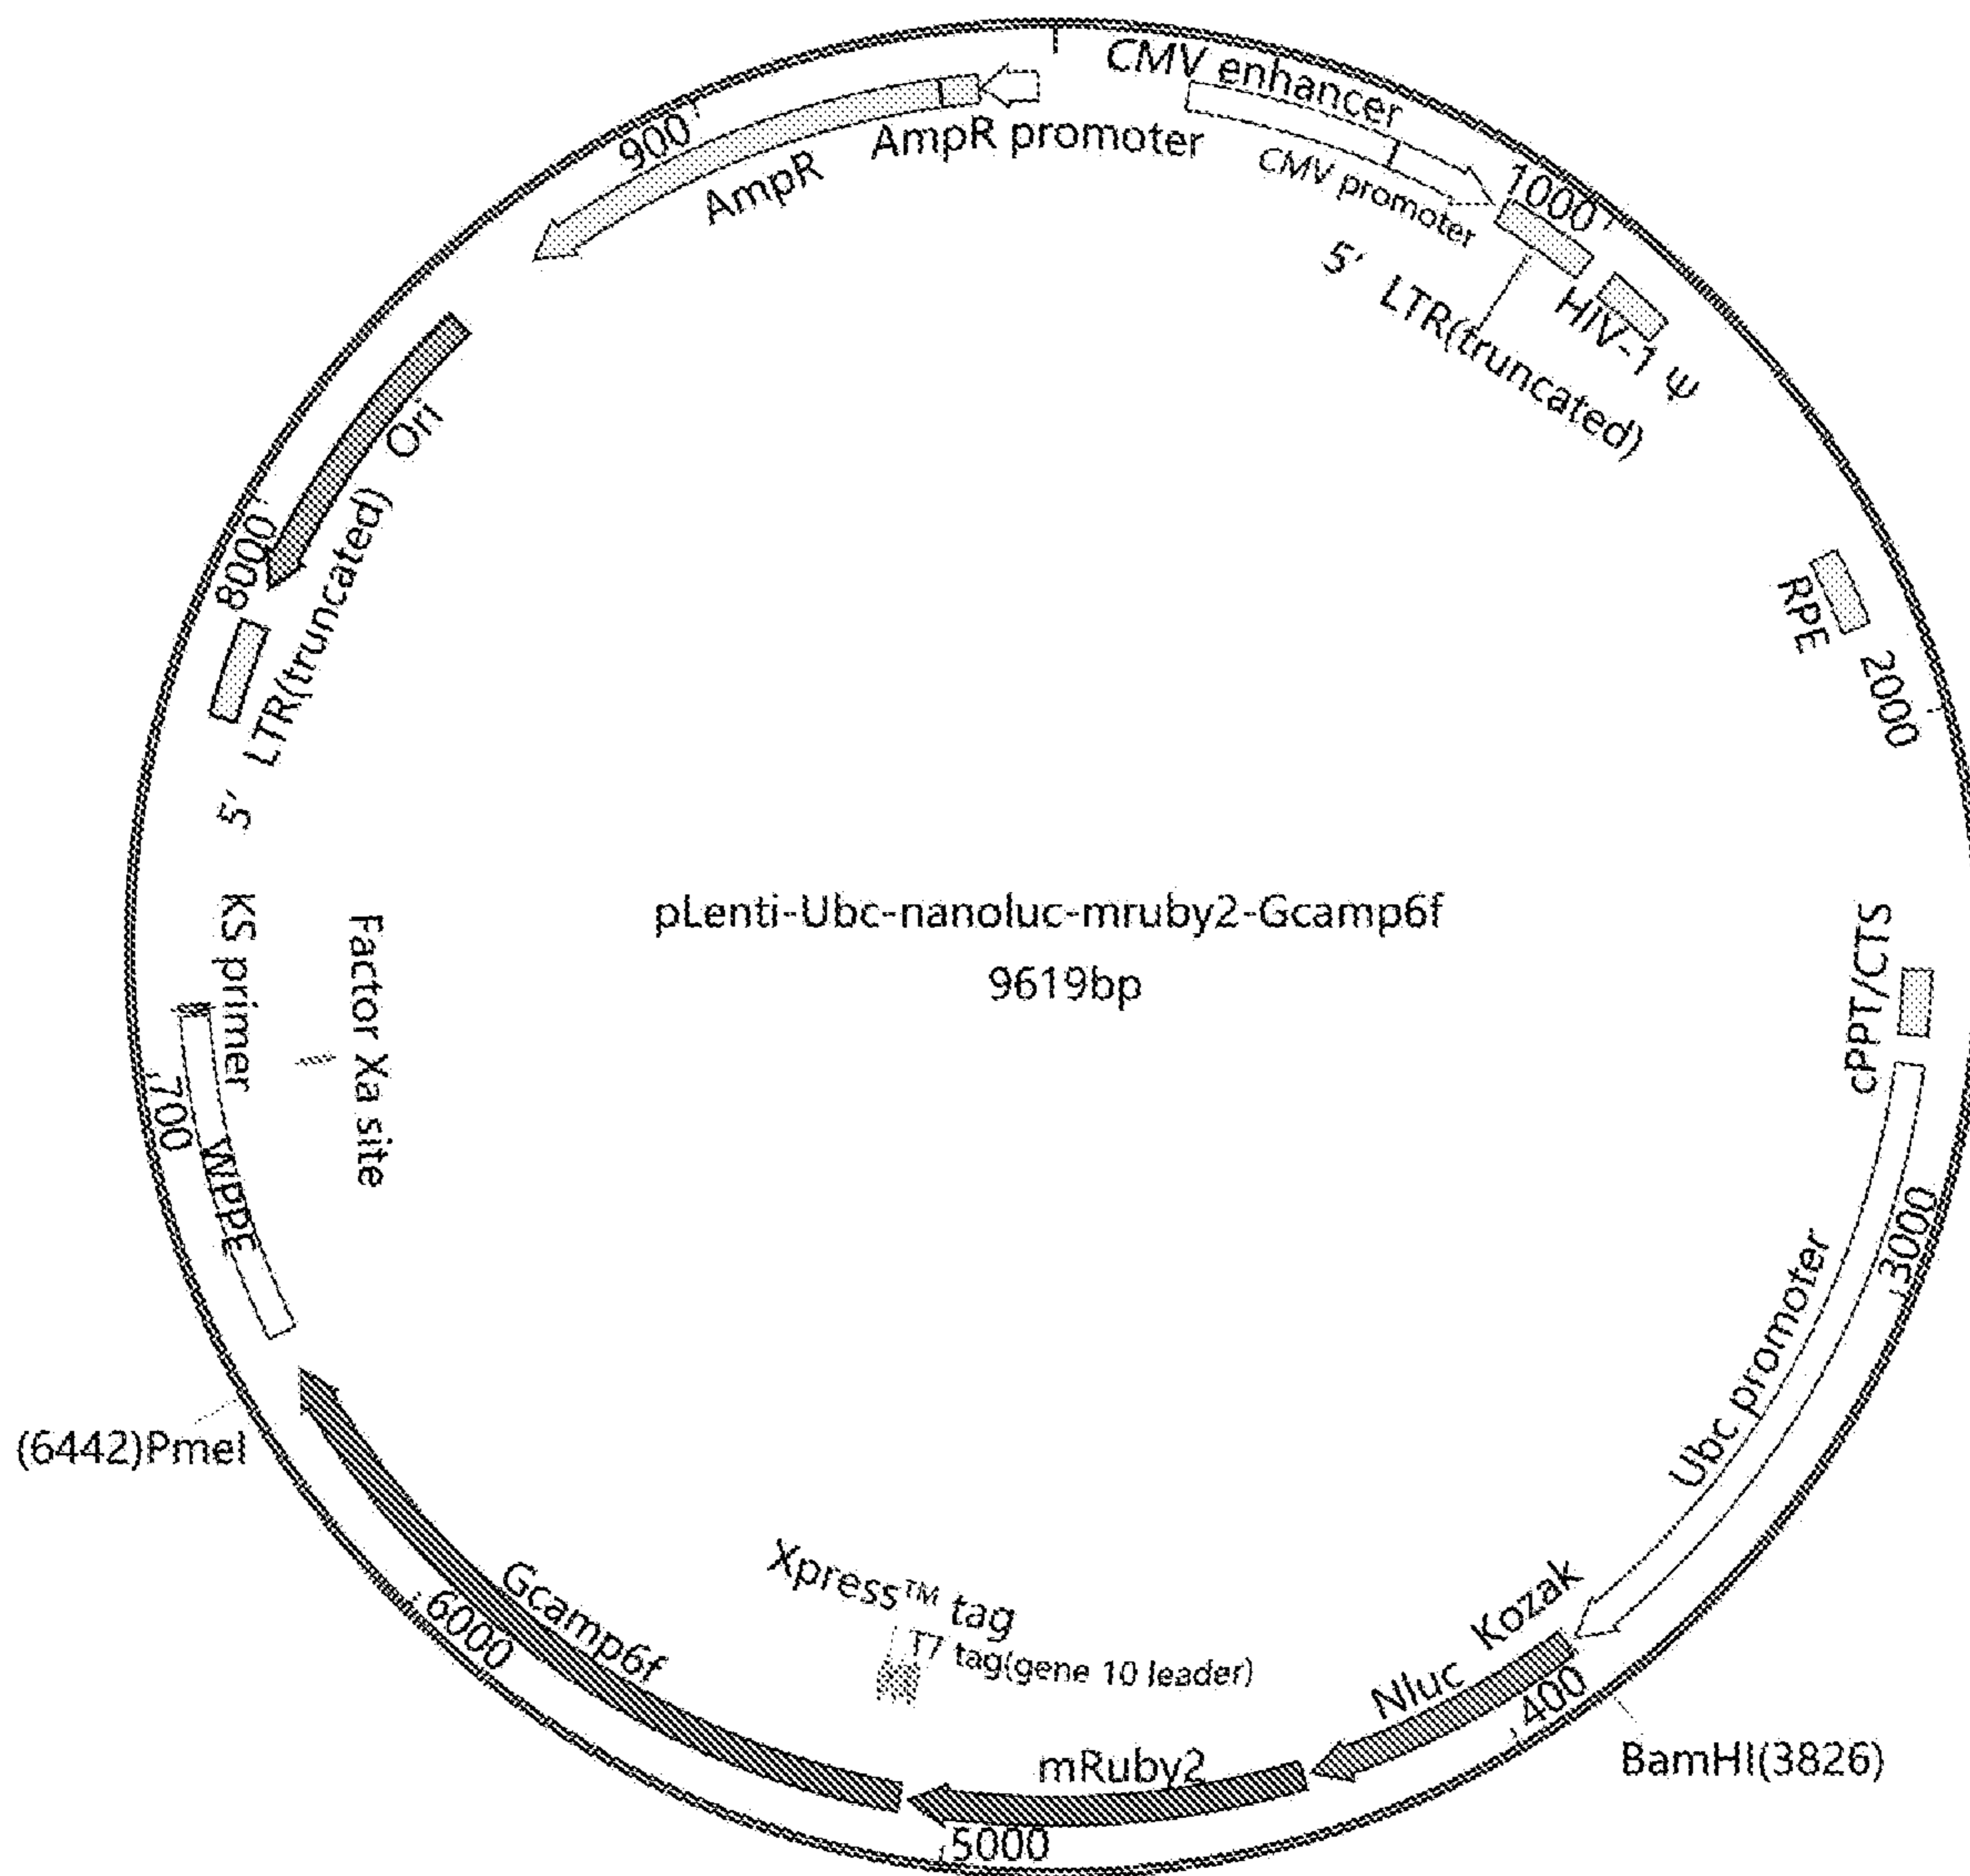 CMV enhancer
CMV promoter
1000
5' LTR(truncated)
HIV-1 Ψ
RPE
2000
cPPT/CTS
3000
Ubc promoter
Kozak
400
BamHI(3826)
Nluc
mRuby2
5000
T7 tag(gene 10 leader)
Xpress™ tag
Gcamp6f
6000
(6442)PmeI
WPPE
700
Factor Xa site
KS primer
5' LTR(truncated)
8000
Ori
AmpR
900
AmpR promoter
pLenti-Ubc-nanoluc-mruby2-Gcamp6f
9619bp